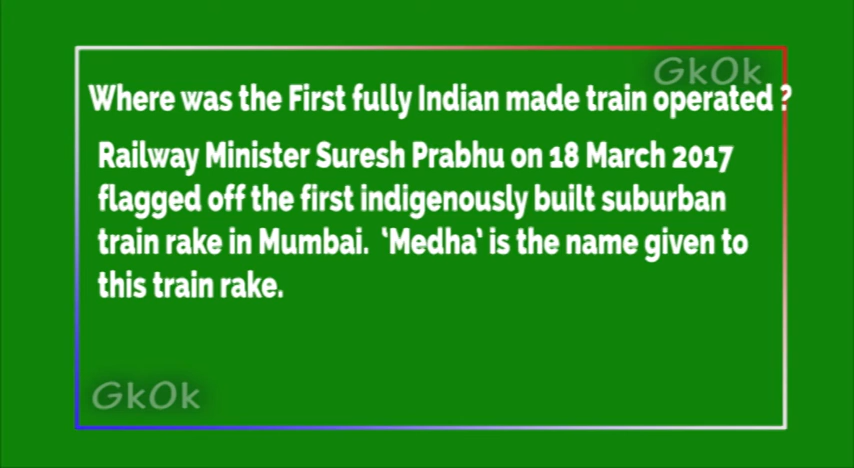 GkOk
Where was the First fully Indian made train operated ?
Railway Minister Suresh Prabhu on 18 March 2017
flagged off the first indigenously built suburban
train rake in Mumbai. ‘Medha’ is the name given to
this train rake.
GkOk